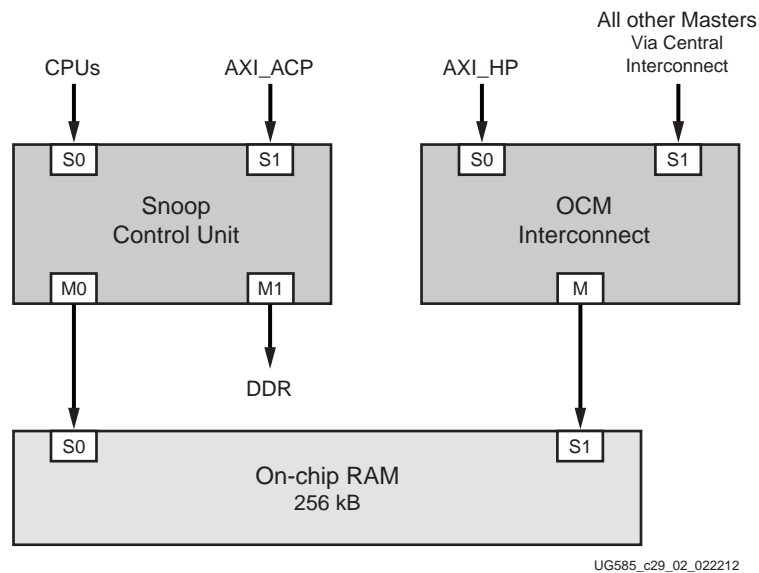 All other Masters
Via Central
Interconnect
CPUs
AXI_ACP
AXI_HP
S0
S1
S0
S1
Snoop
Control Unit
OCM
Interconnect
M0
M1
M
DDR
S0
S1
On-chip RAM
256 kB
UG585_c29_02_022212